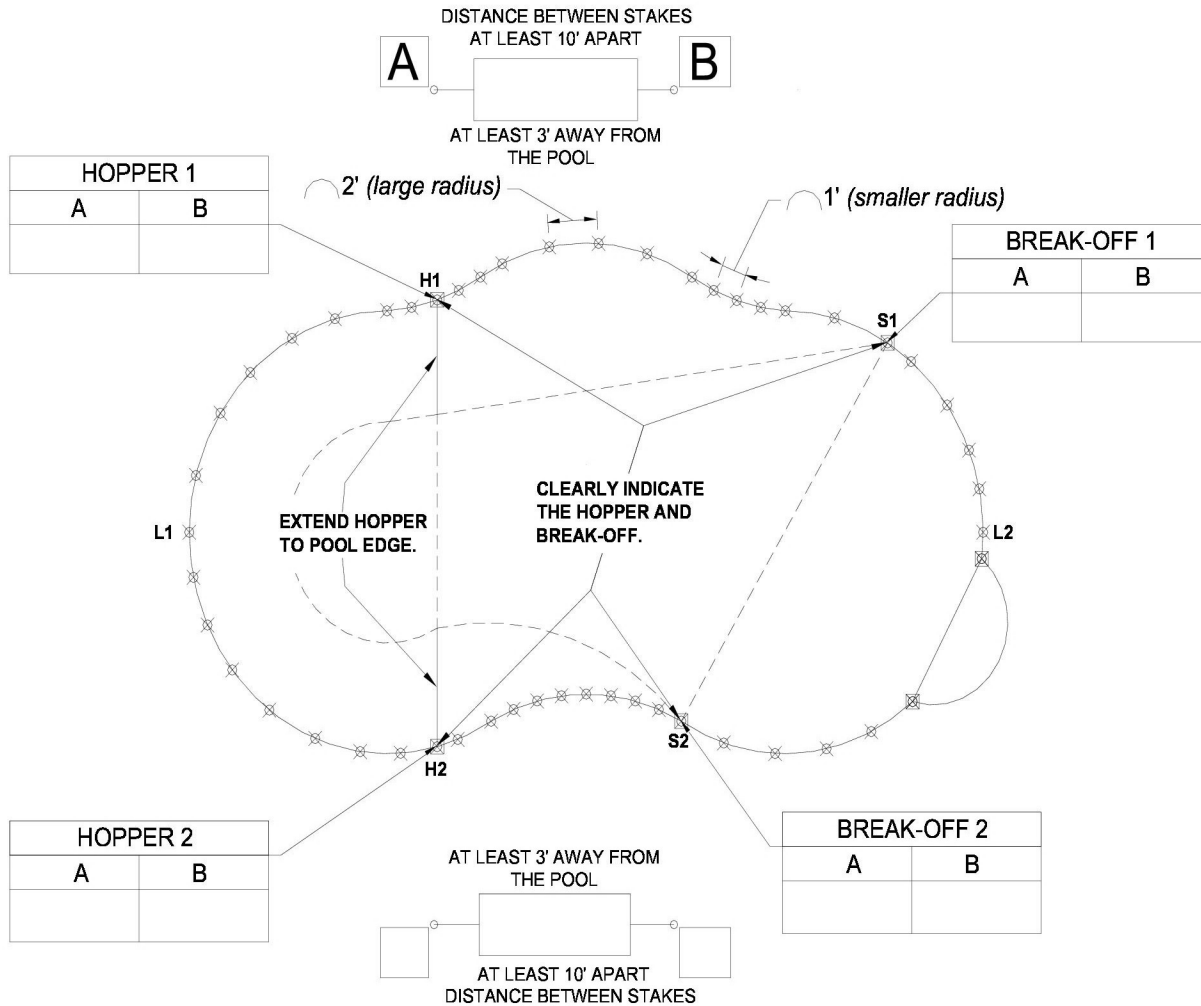 DISTANCE BETWEEN STAKES
AT LEAST 10' APART
A
B
AT LEAST 3' AWAY FROM
THE POOL
HOPPER 1
A B
2' (large radius)
1' (smaller radius)
BREAK-OFF 1
A B
H1
S1
L1
EXTEND HOPPER
TO POOL EDGE.
CLEARLY INDICATE
THE HOPPER AND
BREAK-OFF.
L2
S2
H2
HOPPER 2
A B
BREAK-OFF 2
A B
AT LEAST 3' AWAY FROM
THE POOL
AT LEAST 10' APART
DISTANCE BETWEEN STAKES